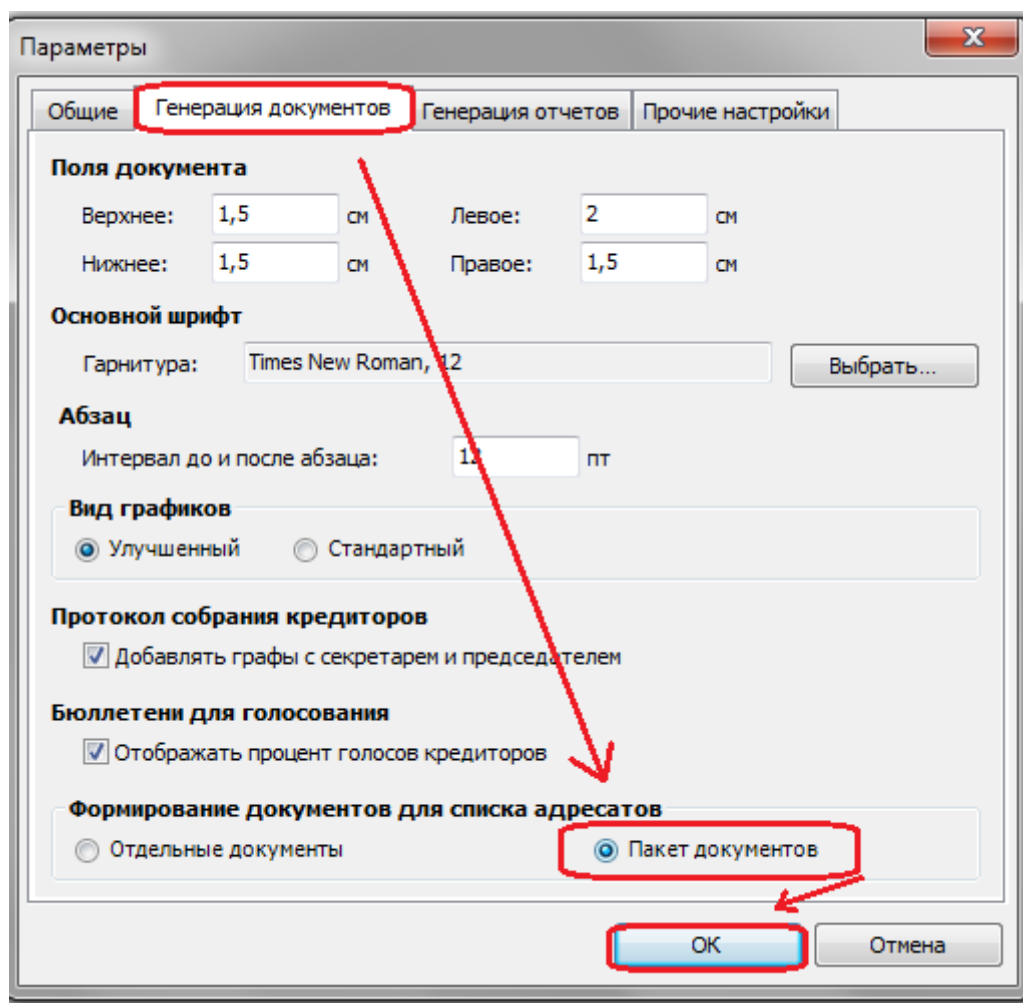 Параметры
Общие Генерация документов Генерация отчетов Прочие настройки
Поля документа
Верхнее: 1,5 см Левое: 2 см
Нижнее: 1,5 см Правое: 1,5 см
Основной шрифт
Гарнитура: Times New Roman, 12 Выбрать...
Абзац
Интервал до и после абзаца: 12 пт
Вид графиков
Улучшенный Стандартный
Протокол собрания кредиторов
Добавлять графы с секретарем и председателем
Бюллетени для голосования
Отображать процент голосов кредиторов
Формирование документов для списка адресатов
Отдельные документы Пакет документов
ОК Отмена